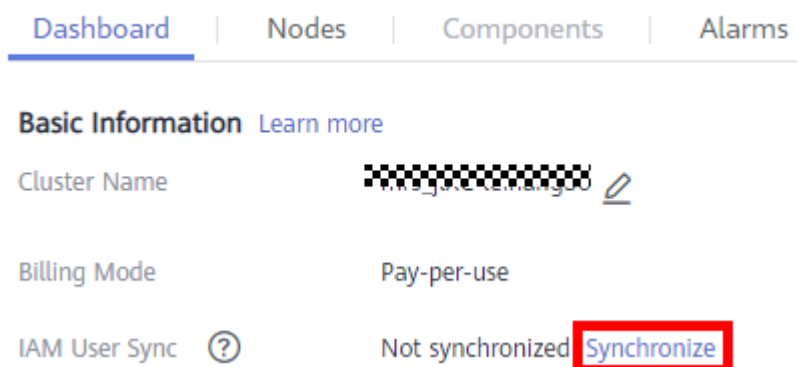 Dashboard Nodes Components Alarms
Basic Information Learn more
Cluster Name
Billing Mode Pay-per-use
IAM User Sync ? Not synchronized Synchronize